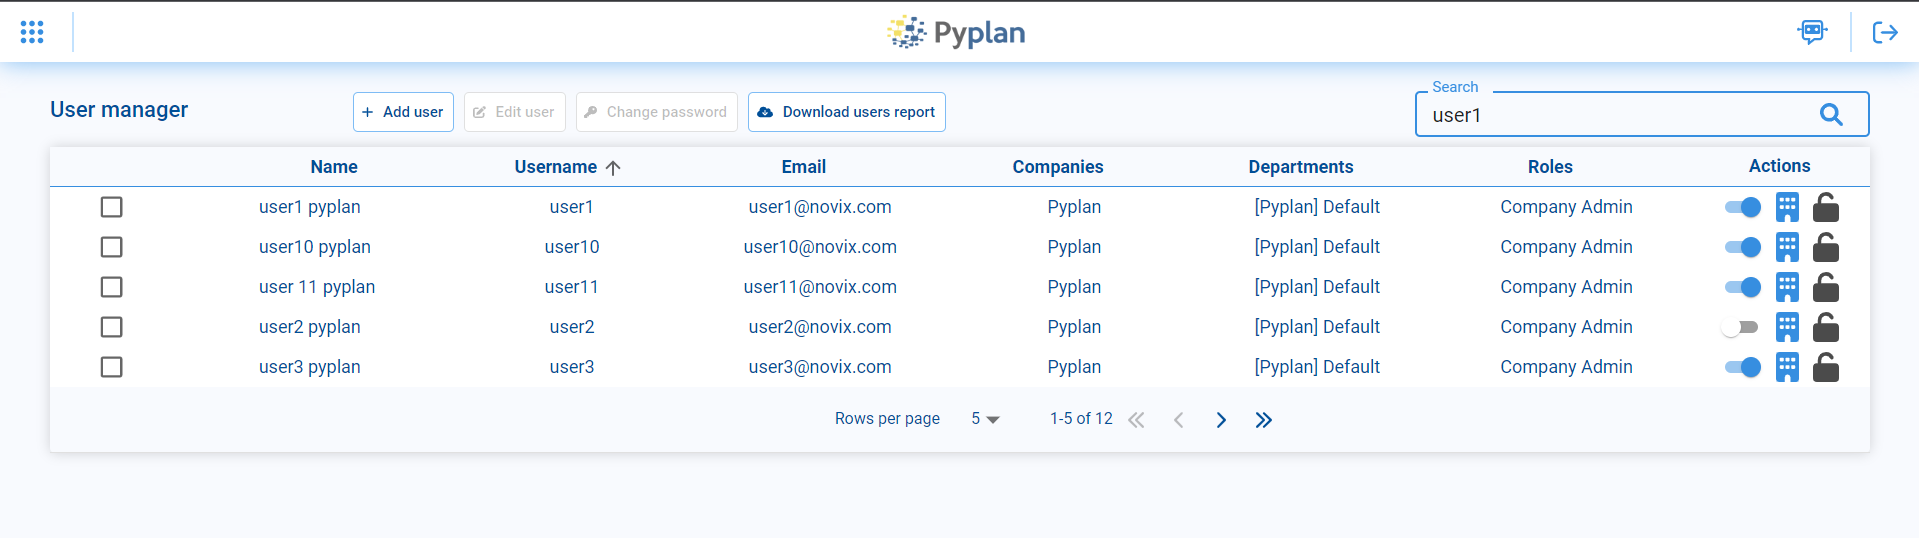 Pyplan
User manager
Add user
Edit user
Change password
Download users report
Search
user1
Name Username Email Companies Departments Roles Actions
user1 pyplan user1 user1@novix.com Pyplan [Pyplan] Default Company Admin
user10 pyplan user10 user10@novix.com Pyplan [Pyplan] Default Company Admin
user 11 pyplan user11 user11@novix.com Pyplan [Pyplan] Default Company Admin
user2 pyplan user2 user2@novix.com Pyplan [Pyplan] Default Company Admin
user3 pyplan user3 user3@novix.com Pyplan [Pyplan] Default Company Admin
Rows per page 5 1-5 of 12